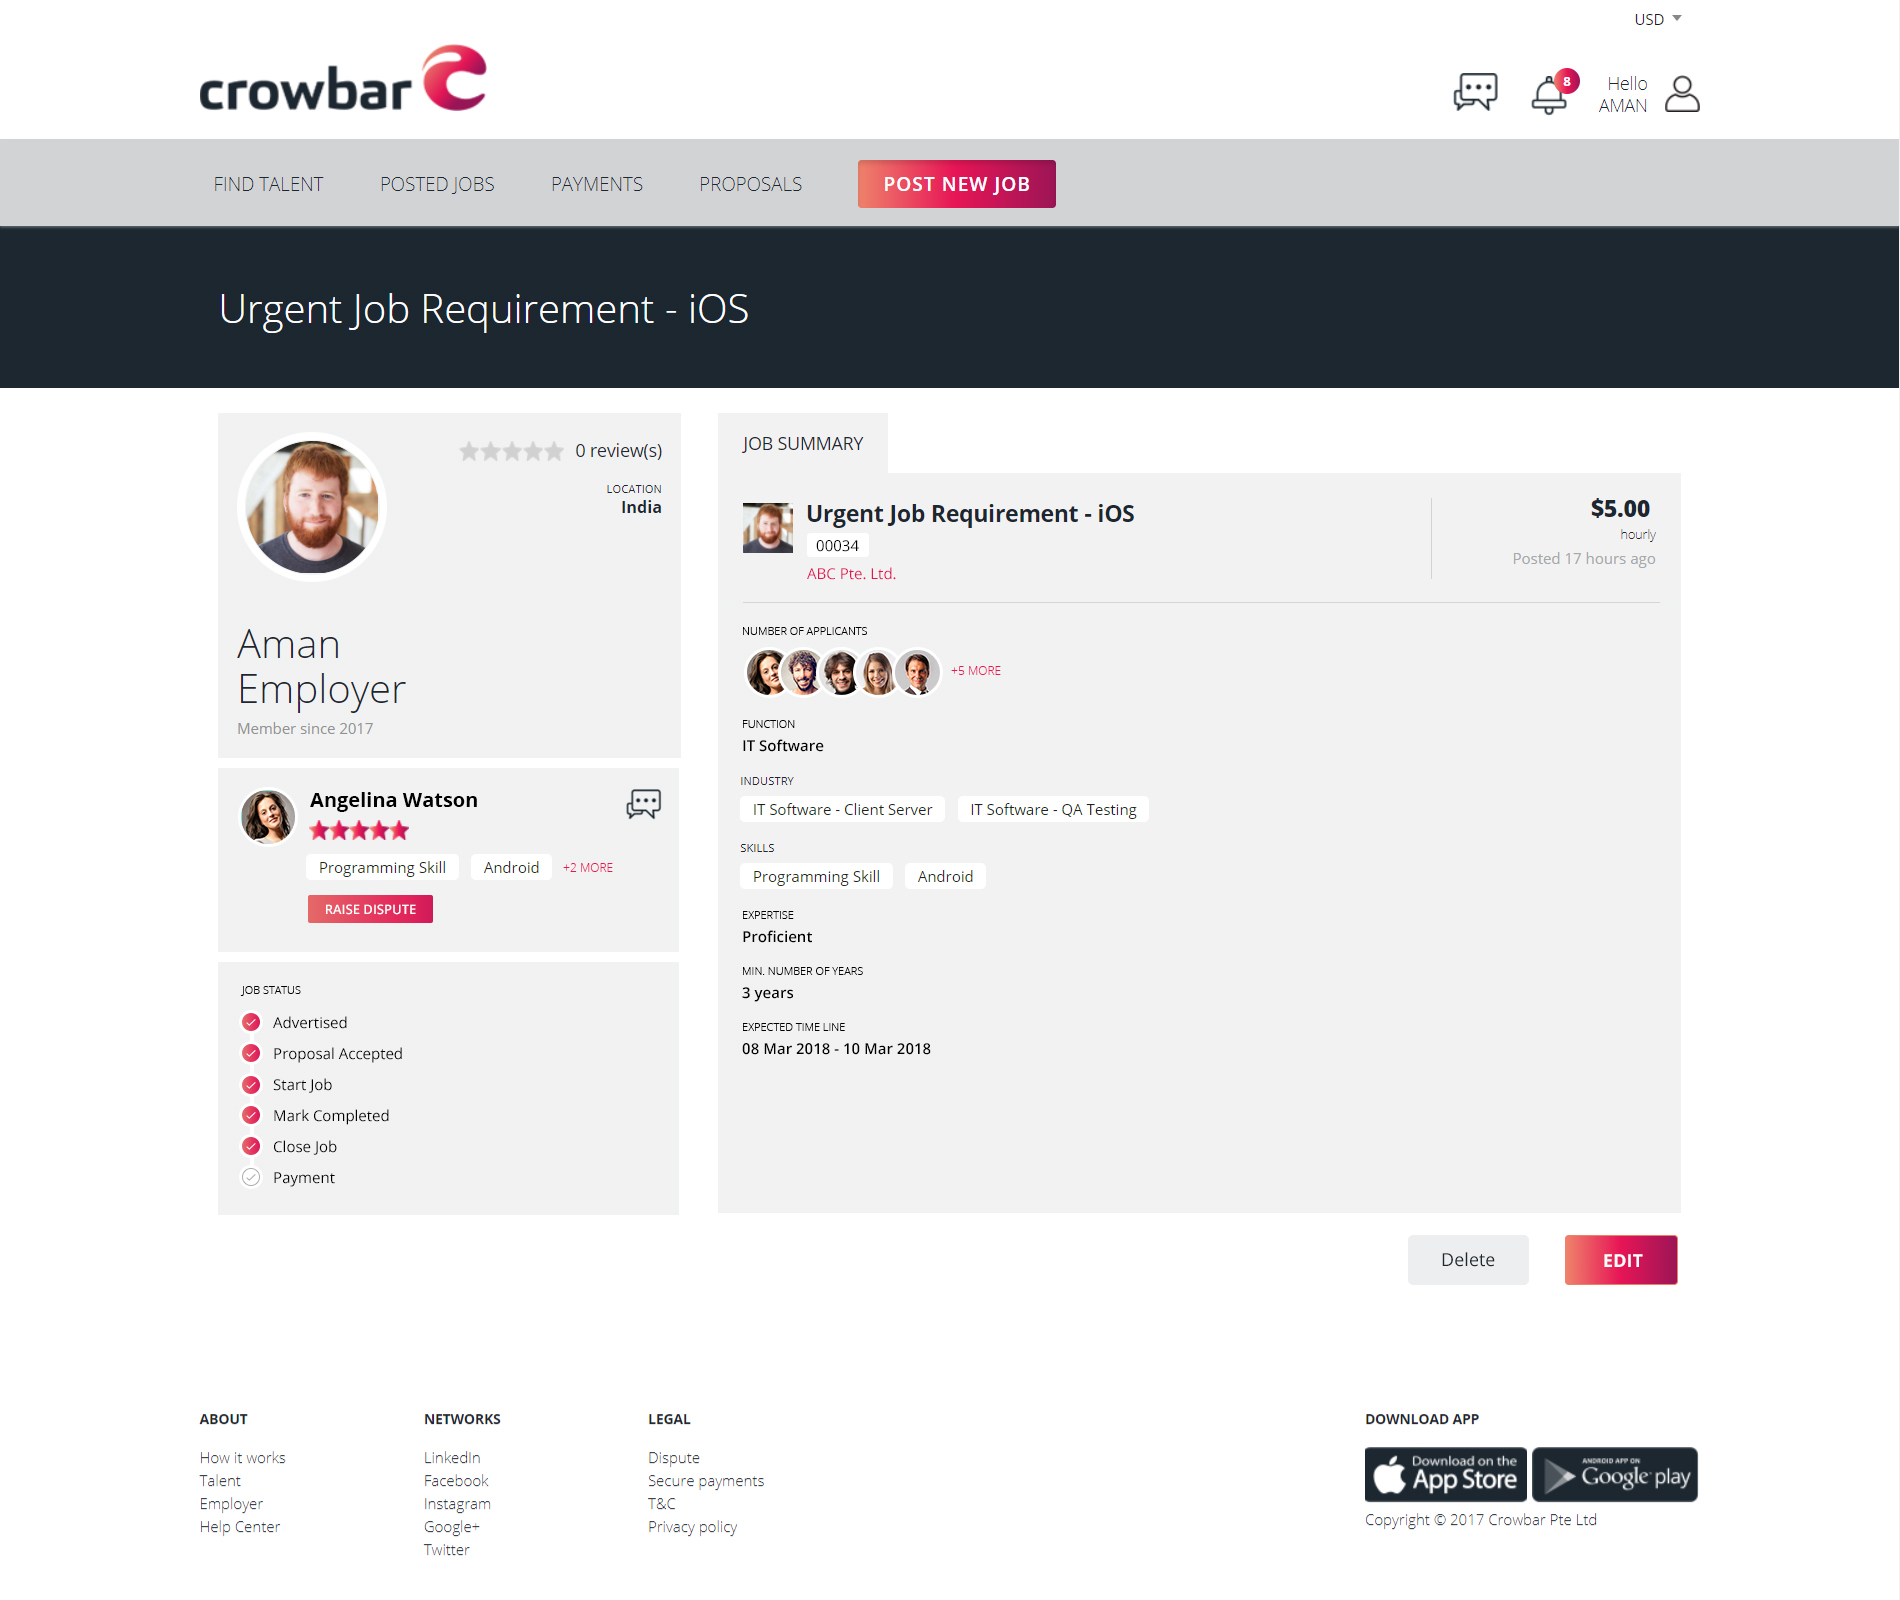 USD
crowbar
8
Hello
AMAN
FIND TALENT
POSTED JOBS
PAYMENTS
PROPOSALS
POST NEW JOB
Urgent Job Requirement - iOS
0 review(s)
LOCATION
India
Aman
Employer
Member since 2017
Angelina Watson
Programming Skill
Android
+2 MORE
RAISE DISPUTE
JOB STATUS
Advertised
Proposal Accepted
Start Job
Mark Completed
Close Job
Payment
JOB SUMMARY
Urgent Job Requirement - iOS
00034
ABC Pte. Ltd.
$5.00
hourly
Posted 17 hours ago
NUMBER OF APPLICANTS
+5 MORE
FUNCTION
IT Software
INDUSTRY
IT Software - Client Server
IT Software - QA Testing
SKILLS
Programming Skill
Android
EXPERTISE
Proficient
MIN. NUMBER OF YEARS
3 years
EXPECTED TIME LINE
08 Mar 2018 - 10 Mar 2018
Delete
EDIT
ABOUT
How it works
Talent
Employer
Help Center
NETWORKS
LinkedIn
Facebook
Instagram
Google+
Twitter
LEGAL
Dispute
Secure payments
T&C
Privacy policy
DOWNLOAD APP
Download on the
App Store
ANDROID APP ON
Google play
Copyright © 2017 Crowbar Pte Ltd